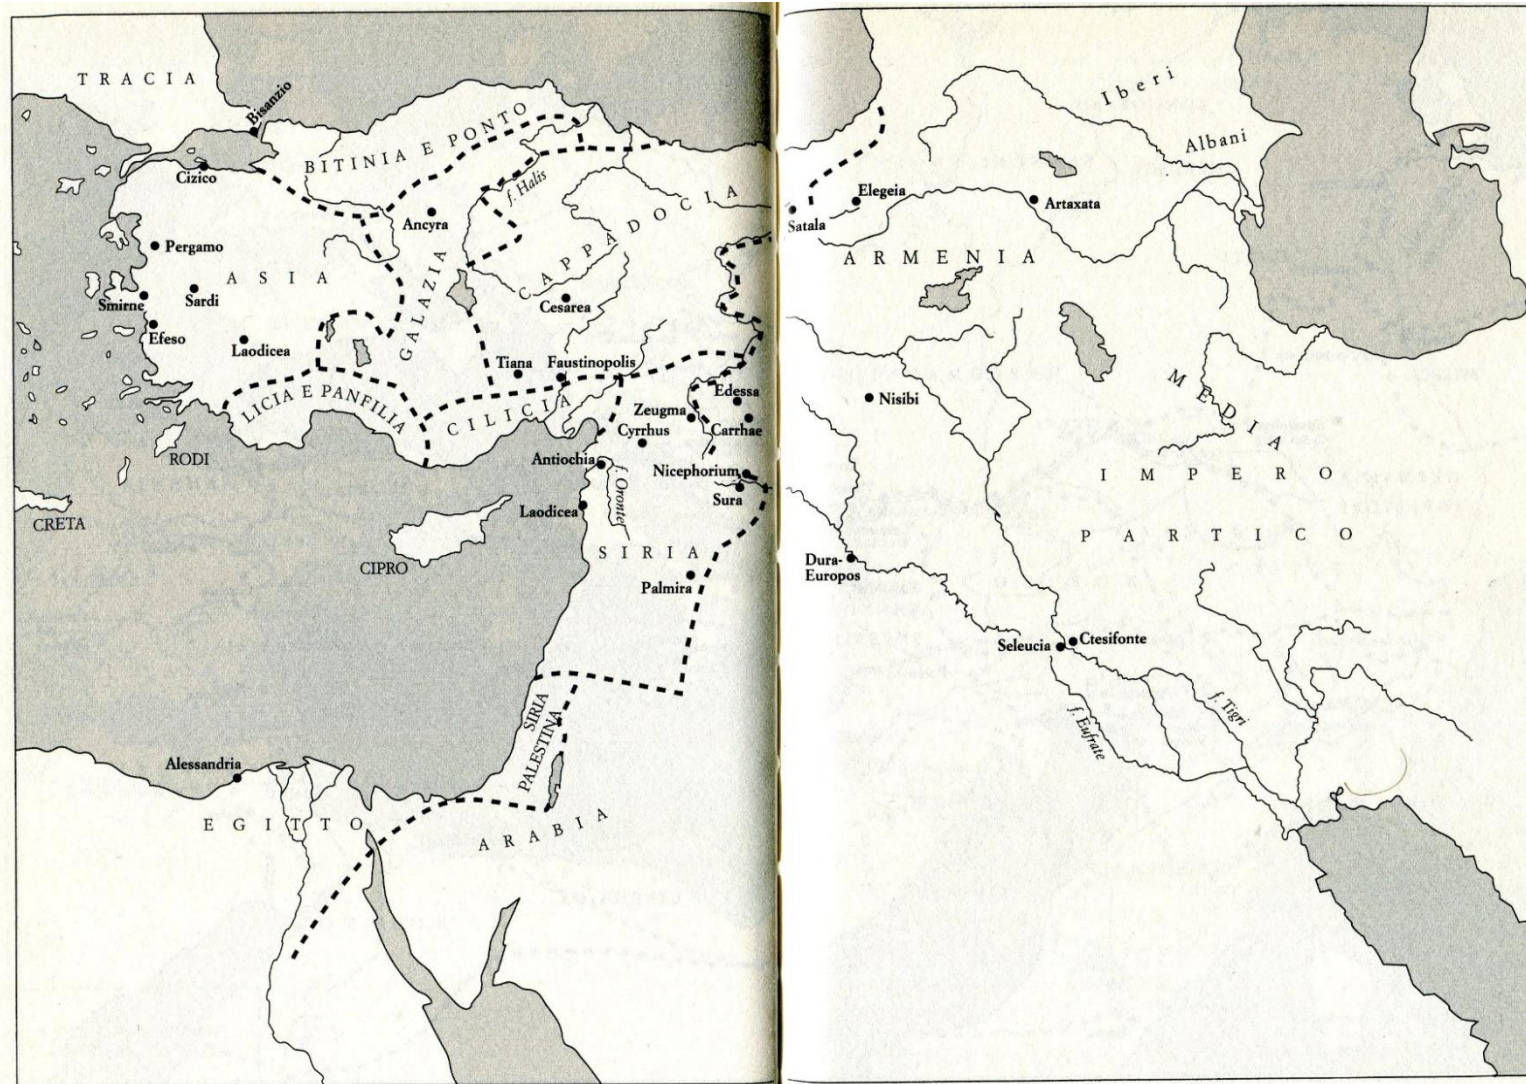 TRACIA
Bisanzio
BITINIA E PONTO
Cizico
f. Halis
Ancyra
CAPPADOCIA
Pergamo
ASIA
GALAZIA
Smirne
Sardi
Cesarea
Efeso
Laodicea
Tiana
Faustinopolis
LICIA E PANFILIA
CILICIA
Edessa
Zeugma
Carrhae
Cyrrhus
RODI
Antiochia
f. Oronte
Nicephorium
Sura
CRETA
Laodicea
CIPRO
SIRIA
Palmira
SIRIA
PALESTINA
Alessandria
EGITTO
ARABIA
Iberi
Albani
Satala
Elegeia
Artaxata
ARMENIA
Nisibi
MEDIA
IMPERO
PARTICO
Dura-
Europos
Seleucia
Ctesifonte
f. Tigri
f. Eufrate